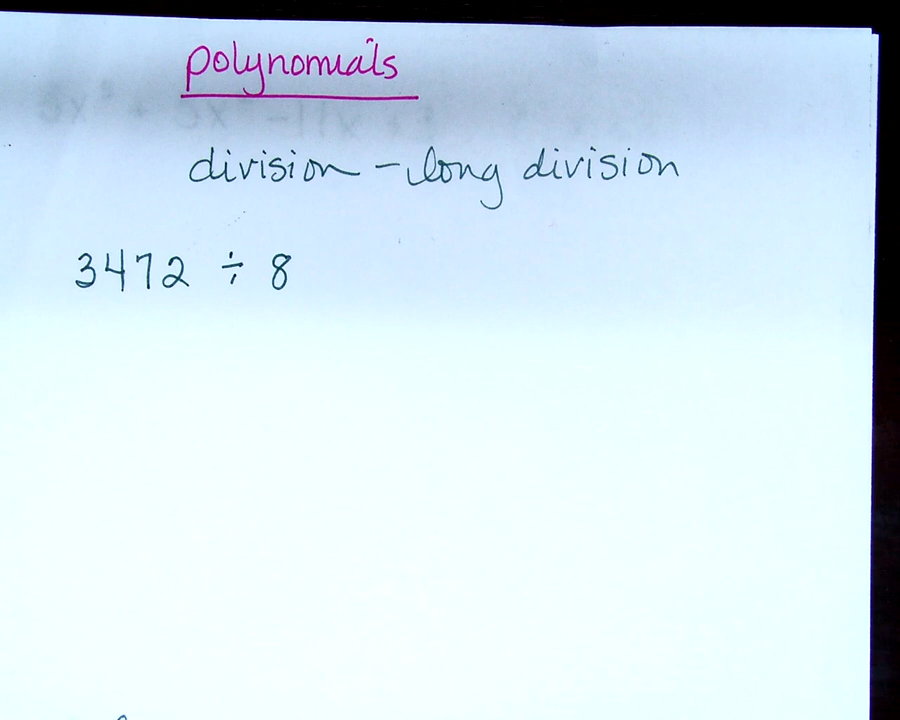 polynomials
division - long division
3472 ÷ 8